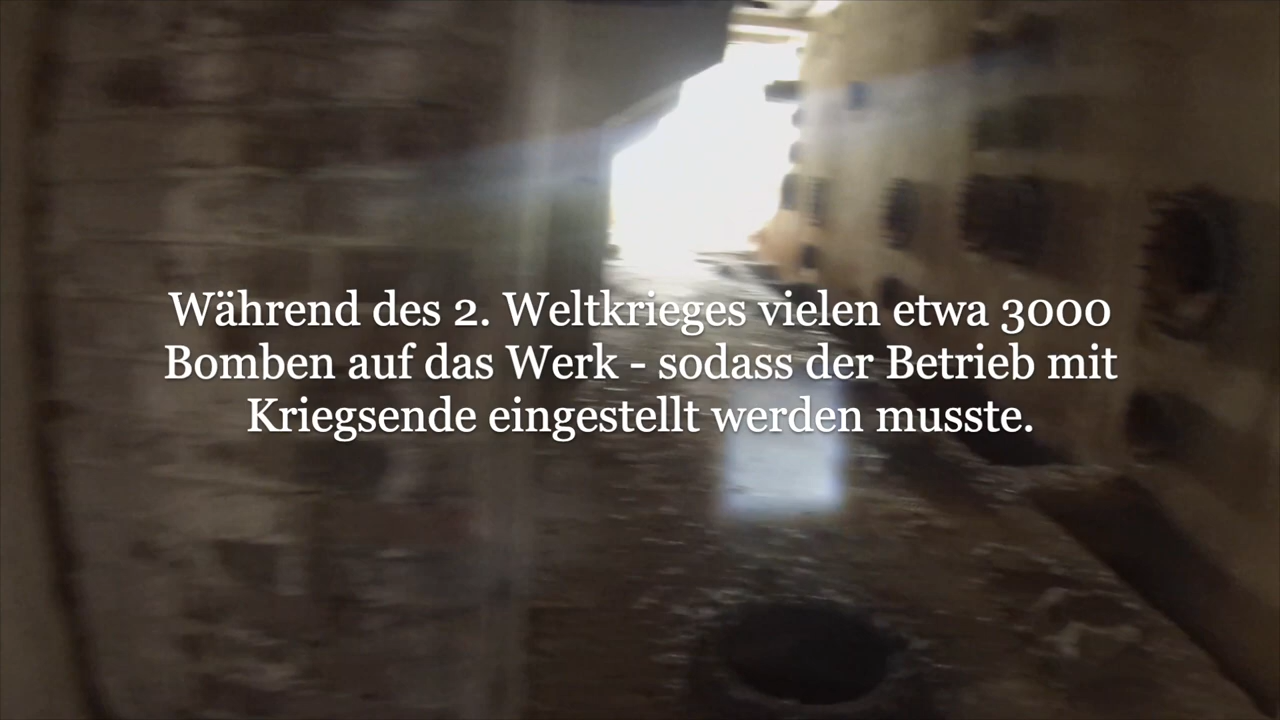 Während des 2. Weltkrieges vielen etwa 3000
Bomben auf das Werk - sodass der Betrieb mit
Kriegsende eingestellt werden musste.